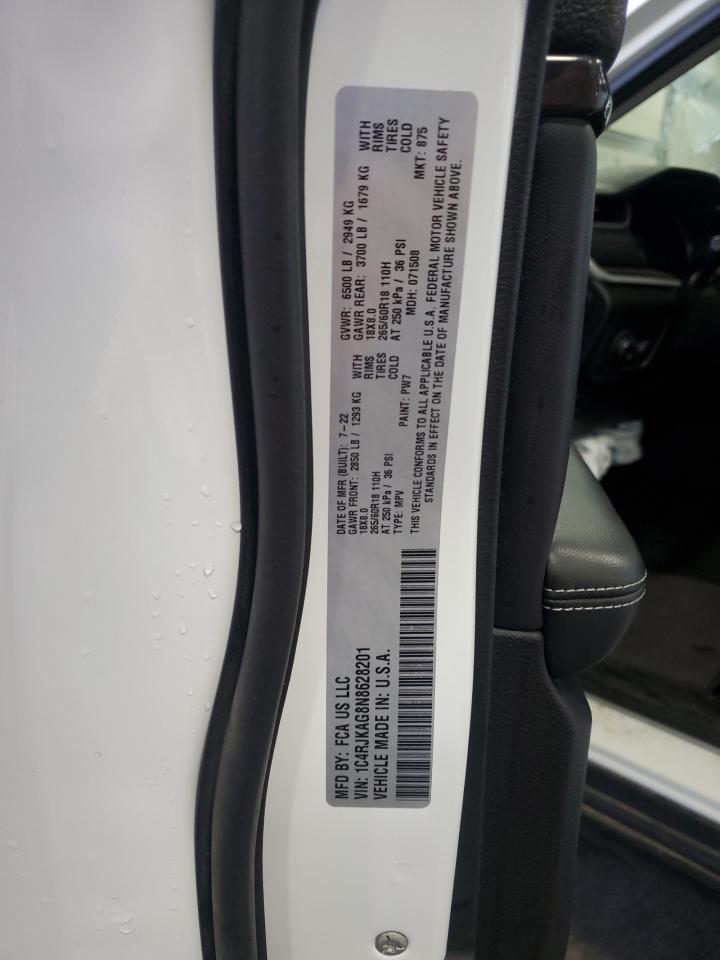 MFD BY: FCA US LLC
VIN: 1C4RJKAG8N8628201
VEHICLE MADE IN: U.S.A.
DATE OF MFR (BUILT): 7-22
GAWR FRONT: 2850 LB / 1293 KG WITH
18X8.0 RIMS
265/60R18 110H TIRES
AT 250 kPa / 36 PSI COLD
TYPE: MPV PAINT: PW7
GVWR: 6500 LB / 2949 KG
GAWR REAR: 3700 LB / 1679 KG WITH
18X8.0 RIMS
265/60R18 110H TIRES
AT 250 kPa / 36 PSI COLD
MDH: 071508 MKT: 875
THIS VEHICLE CONFORMS TO ALL APPLICABLE U.S.A. FEDERAL MOTOR VEHICLE SAFETY
STANDARDS IN EFFECT ON THE DATE OF MANUFACTURE SHOWN ABOVE.